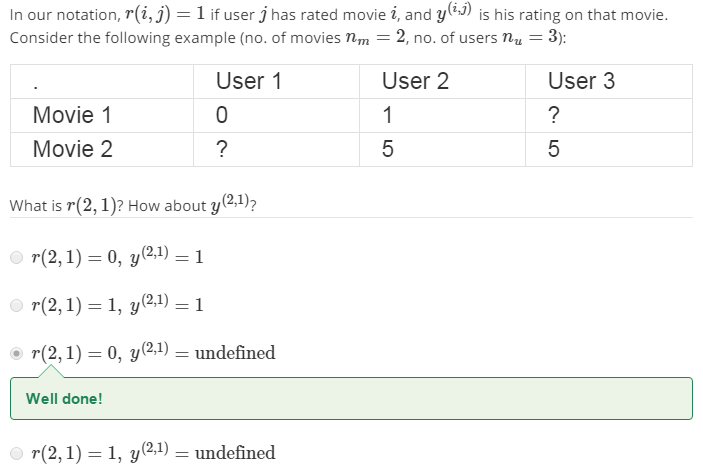 In our notation, r(i, j) = 1 if user j has rated movie i, and y^(i,j) is his rating on that movie.
Consider the following example (no. of movies n_m = 2, no. of users n_u = 3):
. User 1 User 2 User 3
Movie 1 0 1 ?
Movie 2 ? 5 5
What is r(2, 1)? How about y^(2,1)?
r(2, 1) = 0, y^(2,1) = 1
r(2, 1) = 1, y^(2,1) = 1
r(2, 1) = 0, y^(2,1) = undefined
Well done!
r(2, 1) = 1, y^(2,1) = undefined